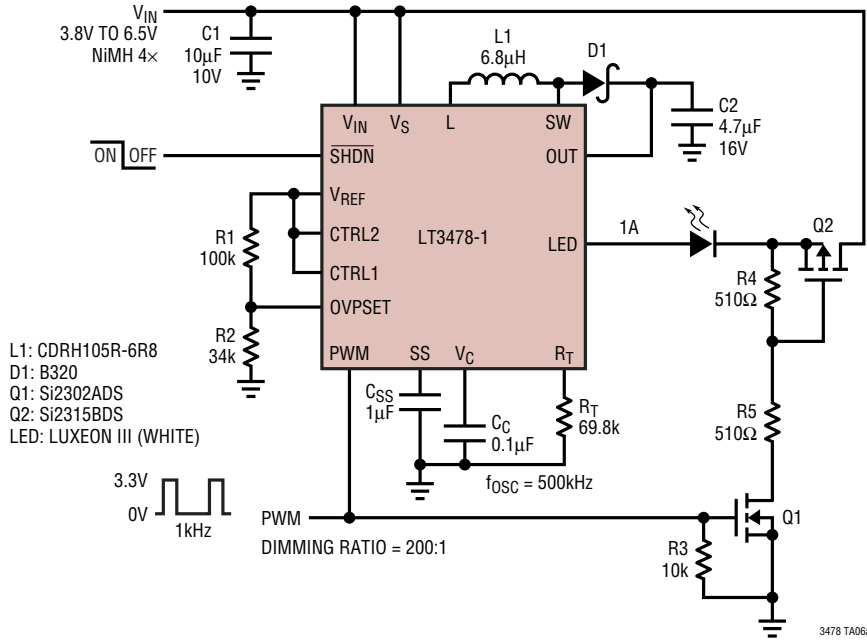 VIN
3.8V TO 6.5V
NiMH 4×
C1
10µF
10V
L1
6.8µH
D1
C2
4.7µF
16V
VIN
VS
L
SW
ON OFF
SHDN
OUT
VREF
CTRL2
LT3478-1
LED
1A
Q2
CTRL1
R1
100k
OVPSET
R4
510Ω
R2
34k
PWM
SS
VC
RT
L1: CDRH105R-6R8
D1: B320
Q1: Si2302ADS
Q2: Si2315BDS
LED: LUXEON III (WHITE)
CSS
1µF
CC
0.1µF
RT
69.8k
R5
510Ω
fOSC = 500kHz
3.3V
0V
1kHz
PWM
Q1
DIMMING RATIO = 200:1
R3
10k